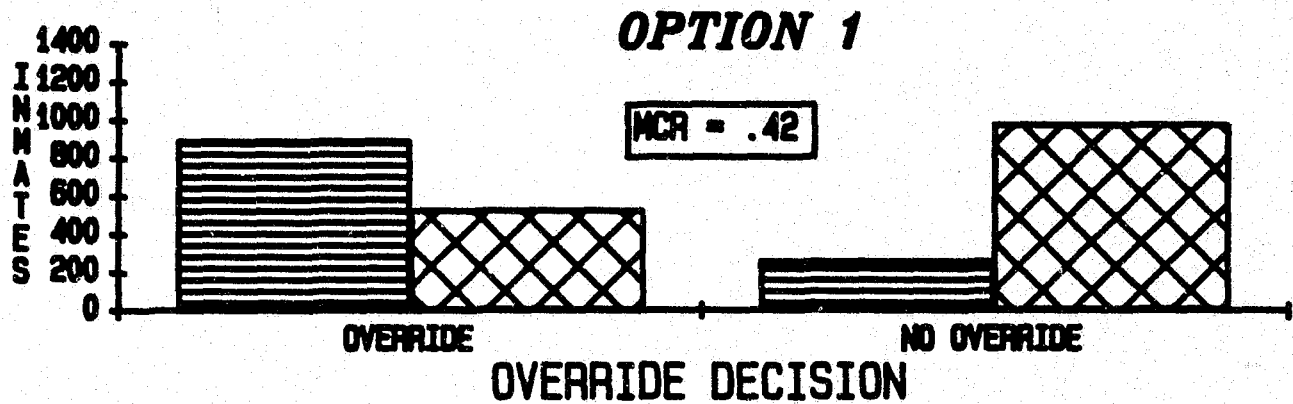 OPTION 1
1400
1200
1000
800
600
400
200
0
INMATES
MCR = .42
OVERRIDE
NO OVERRIDE
OVERRIDE DECISION